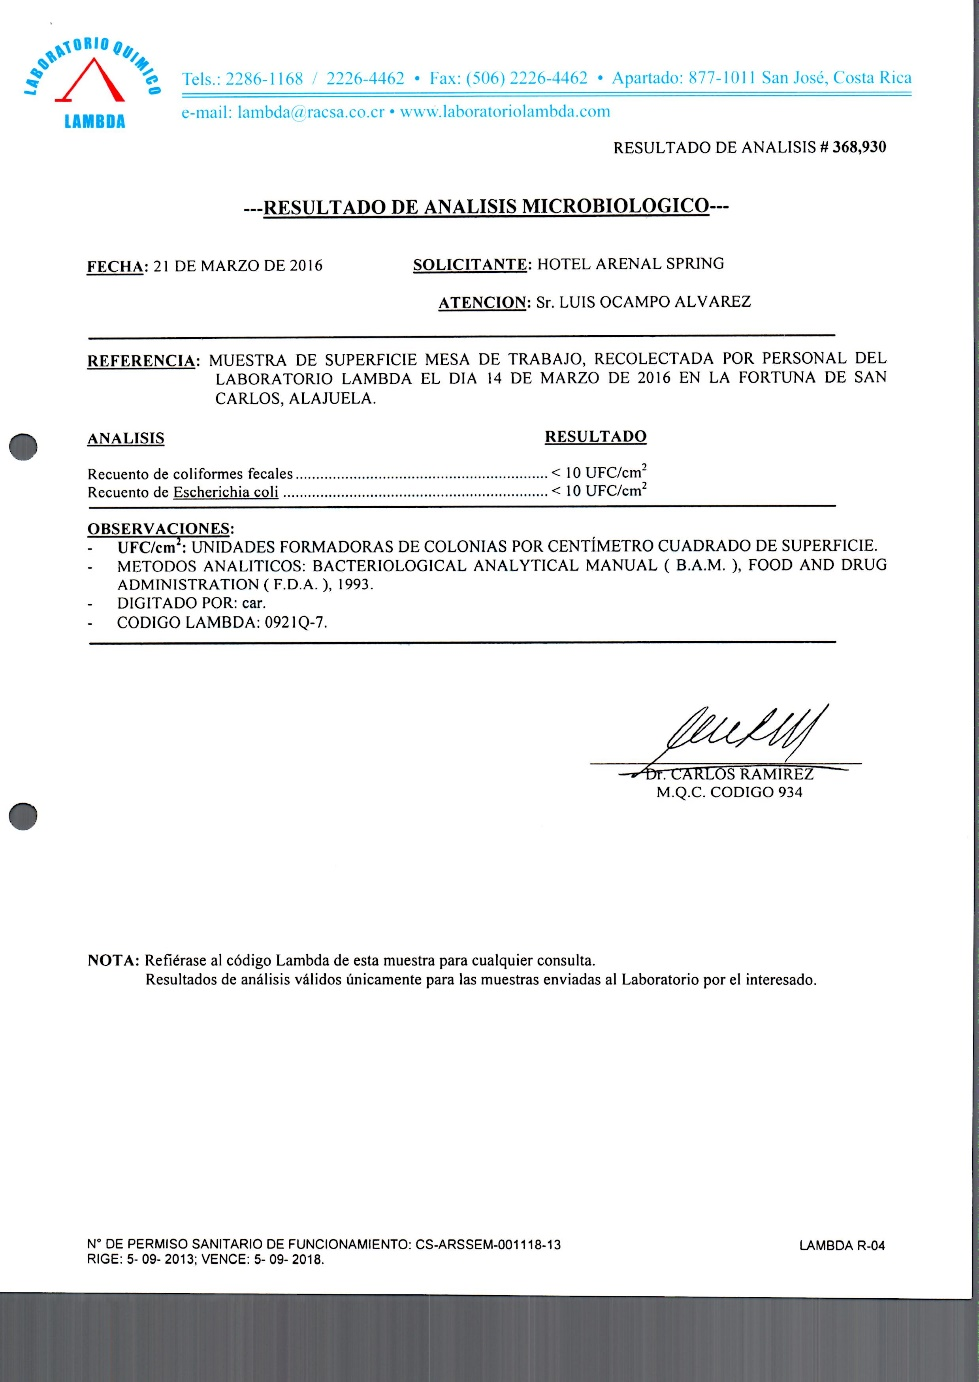 LABORATORIO QUIMICO
LAMBDA
Tels.: 2286-1168 / 2226-4462 • Fax: (506) 2226-4462 • Apartado: 877-1011 San José, Costa Rica
e-mail: lambda@racsa.co.cr • www.laboratoriolambda.com
RESULTADO DE ANALISIS # 368,930
---RESULTADO DE ANALISIS MICROBIOLOGICO---
FECHA: 21 DE MARZO DE 2016 SOLICITANTE: HOTEL ARENAL SPRING
ATENCION: Sr. LUIS OCAMPO ALVAREZ
REFERENCIA: MUESTRA DE SUPERFICIE MESA DE TRABAJO, RECOLECTADA POR PERSONAL DEL
LABORATORIO LAMBDA EL DIA 14 DE MARZO DE 2016 EN LA FORTUNA DE SAN
CARLOS, ALAJUELA.
ANALISIS RESULTADO
Recuento de coliformes fecales............................................................. < 10 UFC/cm²
Recuento de Escherichia coli ................................................................ < 10 UFC/cm²
OBSERVACIONES:
- UFC/cm²: UNIDADES FORMADORAS DE COLONIAS POR CENTÍMETRO CUADRADO DE SUPERFICIE.
- METODOS ANALITICOS: BACTERIOLOGICAL ANALYTICAL MANUAL ( B.A.M. ), FOOD AND DRUG
ADMINISTRATION ( F.D.A. ), 1993.
- DIGITADO POR: car.
- CODIGO LAMBDA: 0921Q-7.
Dr. CARLOS RAMIREZ
M.Q.C. CODIGO 934
NOTA: Refiérase al código Lambda de esta muestra para cualquier consulta.
Resultados de análisis válidos únicamente para las muestras enviadas al Laboratorio por el interesado.
N° DE PERMISO SANITARIO DE FUNCIONAMIENTO: CS-ARSSEM-001118-13 LAMBDA R-04
RIGE: 5- 09- 2013; VENCE: 5- 09- 2018.